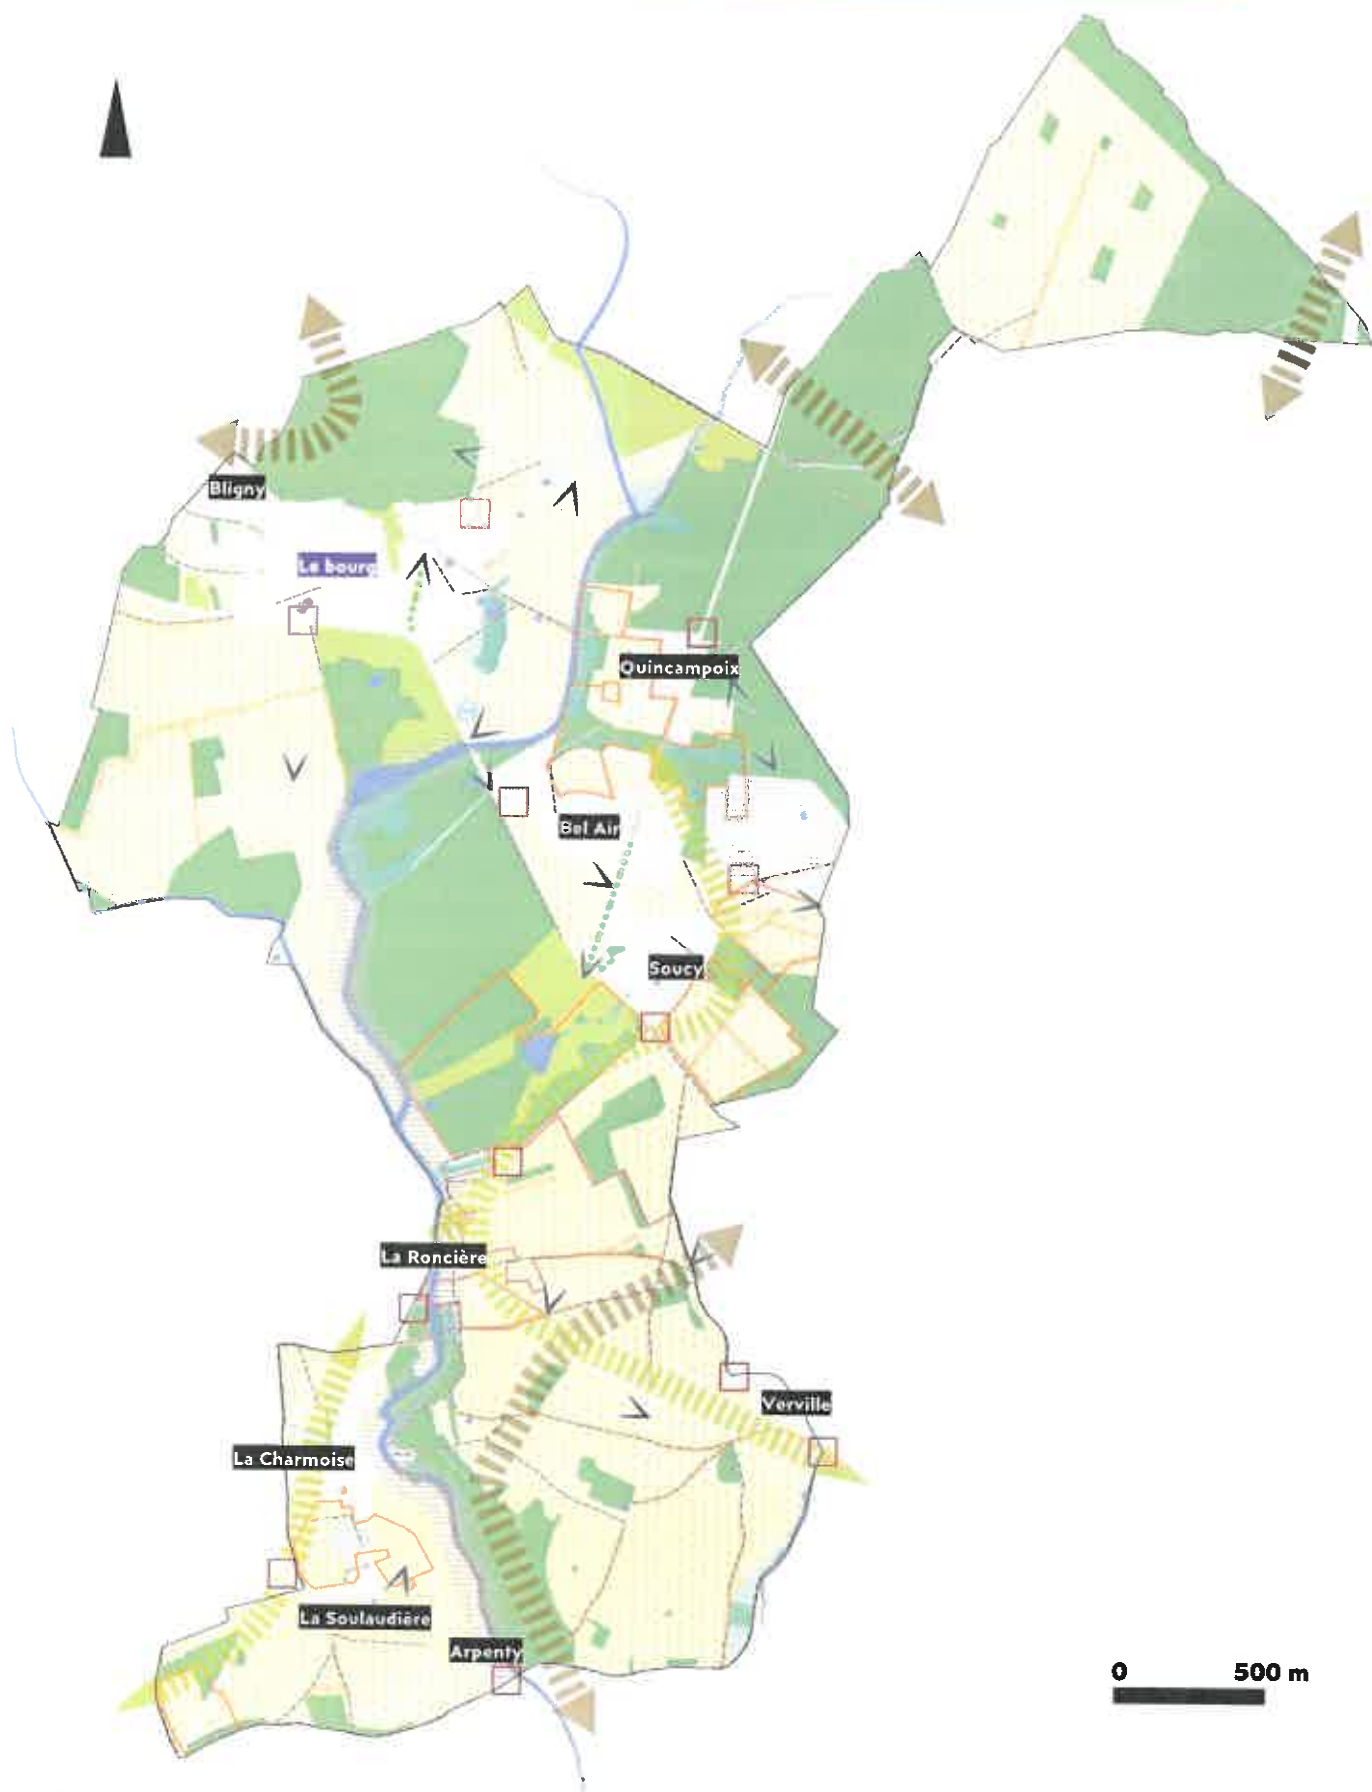 Bligny
Le bourg
Quincampoix
Bel Air
Soucy
La Roncière
Verville
La Charmoise
La Soulaudière
Arpenty
0 500 m